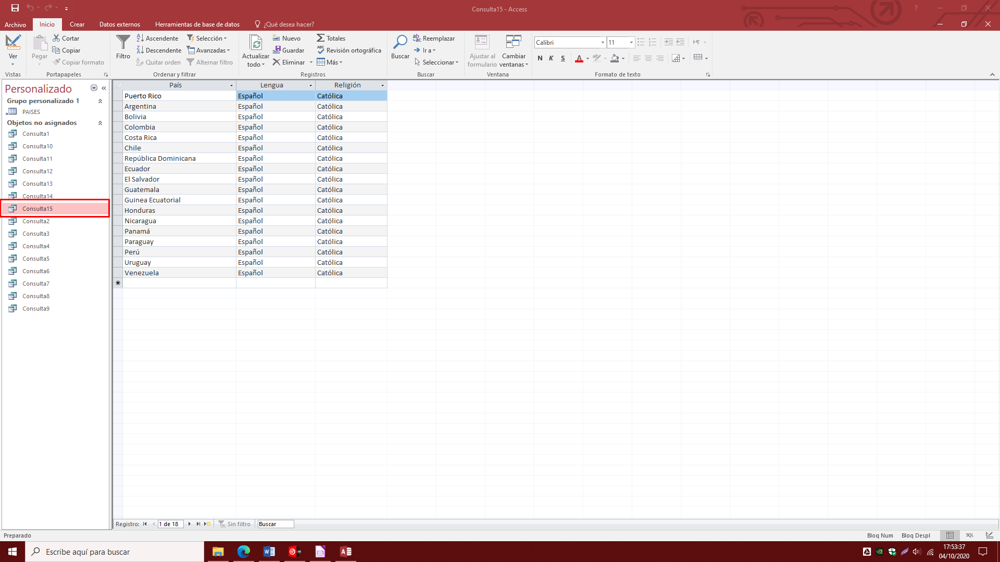 Consulta15 - Access
Archivo Inicio Crear Datos externos Herramientas de base de datos ¿Qué desea hacer?
Ver
Vistas
Pegar
Cortar
Copiar
Copiar formato
Portapapeles
Filtro
Ascendente
Descendente
Quitar orden
Selección
Avanzadas
Alternar filtro
Ordenar y filtrar
Actualizar
todo
Nuevo
Guardar
Eliminar
Totales
Revisión ortográfica
Más
Registros
Buscar
Reemplazar
Ir a
Seleccionar
Buscar
Ajustar al
formulario
Cambiar
ventanas
Ventana
Calibri 11
N K S
Formato de texto
Personalizado
Grupo personalizado 1
PAISES
Objetos no asignados
Consulta1
Consulta10
Consulta11
Consulta12
Consulta13
Consulta14
Consulta15
Consulta2
Consulta3
Consulta4
Consulta5
Consulta6
Consulta7
Consulta8
Consulta9
País Lengua Religión
Puerto Rico Español Católica
Argentina Español Católica
Bolivia Español Católica
Colombia Español Católica
Costa Rica Español Católica
Chile Español Católica
República Dominicana Español Católica
Ecuador Español Católica
El Salvador Español Católica
Guatemala Español Católica
Guinea Ecuatorial Español Católica
Honduras Español Católica
Nicaragua Español Católica
Panamá Español Católica
Paraguay Español Católica
Perú Español Católica
Uruguay Español Católica
Venezuela Español Católica
Registro: 1 de 18 Sin filtro Buscar
Preparado Bloq Num Bloq Despl SQL
Escribe aquí para buscar
17:53:37
04/10/2020